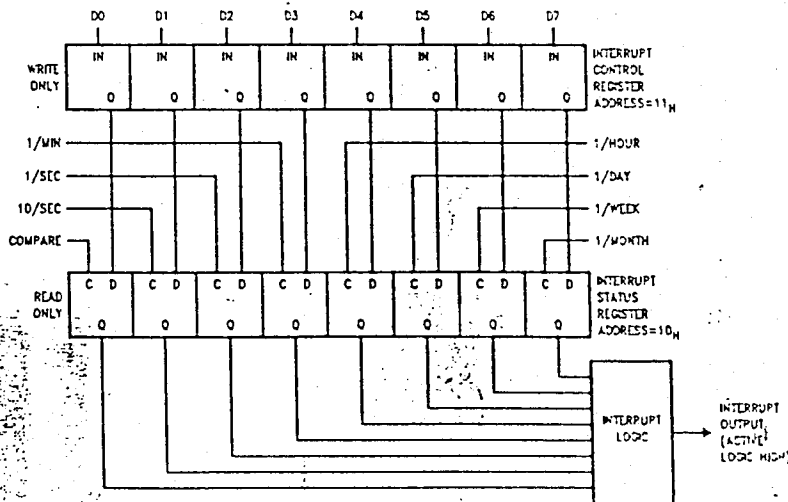 D0 D1 D2 D3 D4 D5 D6 D7
IN IN IN IN IN IN IN IN
WRITE
ONLY
Q Q Q Q Q Q Q Q
INTERRUPT
CONTROL
REGISTER
ADDRESS=11H
1/MIN
1/HOUR
1/SEC
1/DAY
10/SEC
1/WEEK
COMPARE
1/MONTH
C D C D C D C D C D C D C D C D
READ
ONLY
Q Q Q Q Q Q Q Q
INTERRUPT
STATUS
REGISTER
ADDRESS=10H
INTERRUPT
LOGIC
INTERRUPT
OUTPUT
(ACTIVE
LOGIC HIGH)